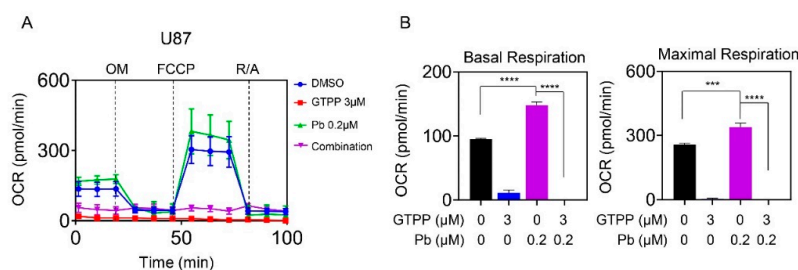 A
U87
OM FCCP R/A
600
300
0
OCR (pmol/min)
0 50 100
Time (min)
DMSO
GTPP 3μM
Pb 0.2μM
Combination
B
Basal Respiration
****
****
200
100
0
OCR (pmol/min)
GTPP (μM) 0 3 0 3
Pb (μM) 0 0 0.2 0.2
Maximal Respiration
***
****
600
300
0
OCR (pmol/min)
GTPP (μM) 0 3 0 3
Pb (μM) 0 0 0.2 0.2